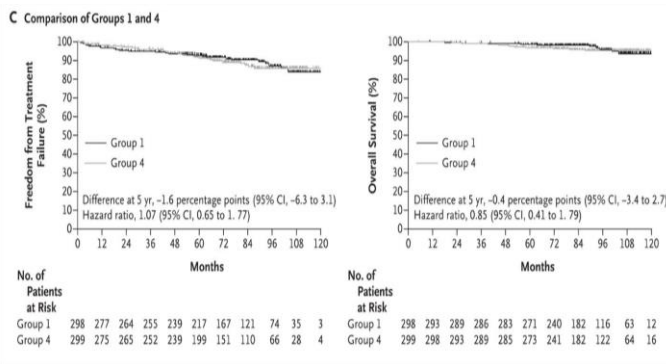 C Comparison of Groups 1 and 4
Freedom from Treatment
Failure (%)
100
90
80
70
60
50
40
30
20
10
0
Group 1
Group 4
Difference at 5 yr, −1.6 percentage points (95% CI, −6.3 to 3.1)
Hazard ratio, 1.07 (95% CI, 0.65 to 1. 77)
0 12 24 36 48 60 72 84 96 108 120
Months
No. of
Patients
at Risk
Group 1 298 277 264 255 239 217 167 121 74 35 3
Group 4 299 275 265 252 239 199 151 110 66 28 4
Overall Survival (%)
100
90
80
70
60
50
40
30
20
10
0
Group 1
Group 4
Difference at 5 yr, −0.4 percentage points (95% CI, −3.4 to 2.7)
Hazard ratio, 0.85 (95% CI, 0.41 to 1. 79)
0 12 24 36 48 60 72 84 96 108 120
Months
No. of
Patients
at Risk
Group 1 298 293 289 286 283 271 240 182 116 63 12
Group 4 299 298 293 289 285 273 241 182 122 64 16